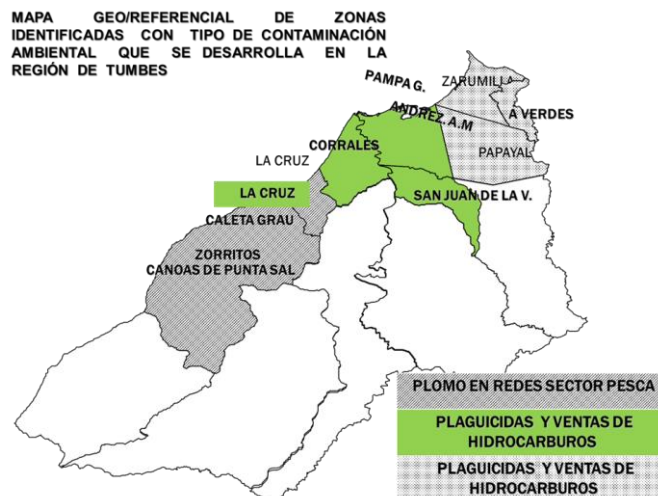 MAPA GEO/REFERENCIAL DE ZONAS
IDENTIFICADAS CON TIPO DE CONTAMINACIÓN
AMBIENTAL QUE SE DESARROLLA EN LA
REGIÓN DE TUMBES
PAMPA G.
ZARUMILLA
ANDREZ. A.M
A VERDES
CORRALES
PAPAYAL
LA CRUZ
LA CRUZ
SAN JUAN DE LA V.
CALETA GRAU
ZORRITOS
CANOAS DE PUNTA SAL
PLOMO EN REDES SECTOR PESCA
PLAGUICIDAS Y VENTAS DE
HIDROCARBUROS
PLAGUICIDAS Y VENTAS DE
HIDROCARBUROS